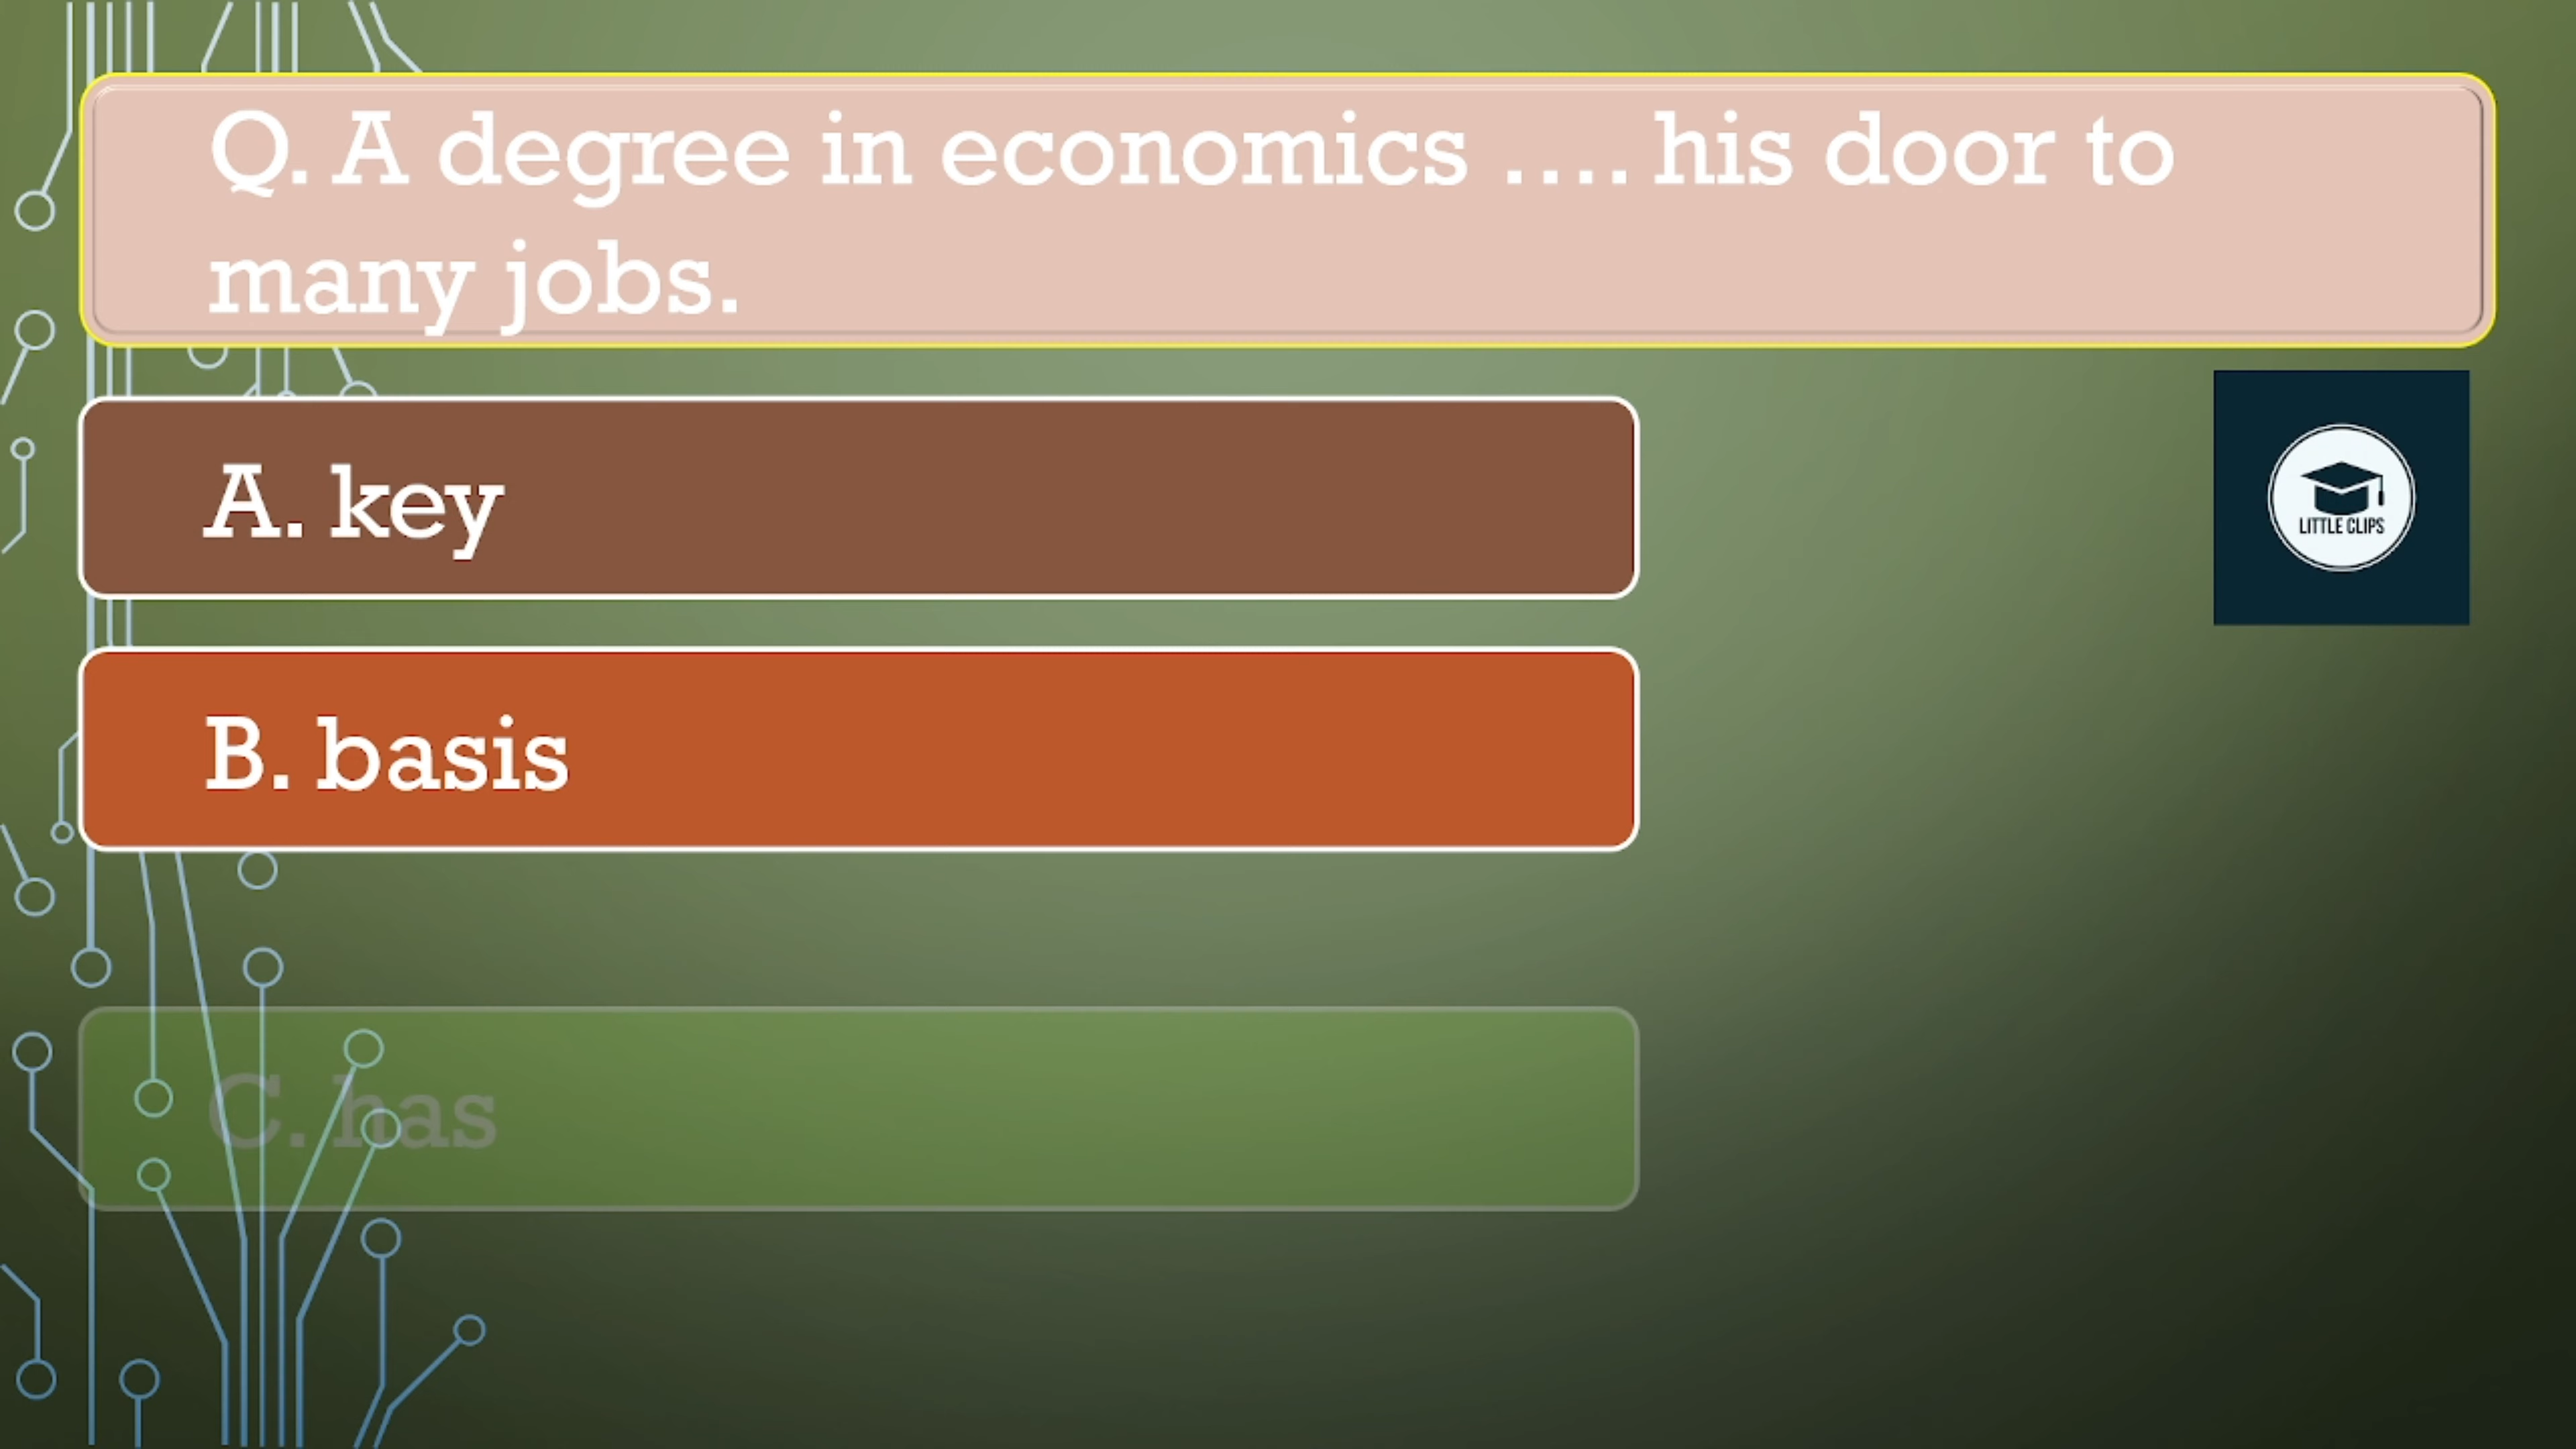 Q. A degree in economics .... his door to
many jobs.
A. key
LITTLE CLIPS
B. basis
C. has